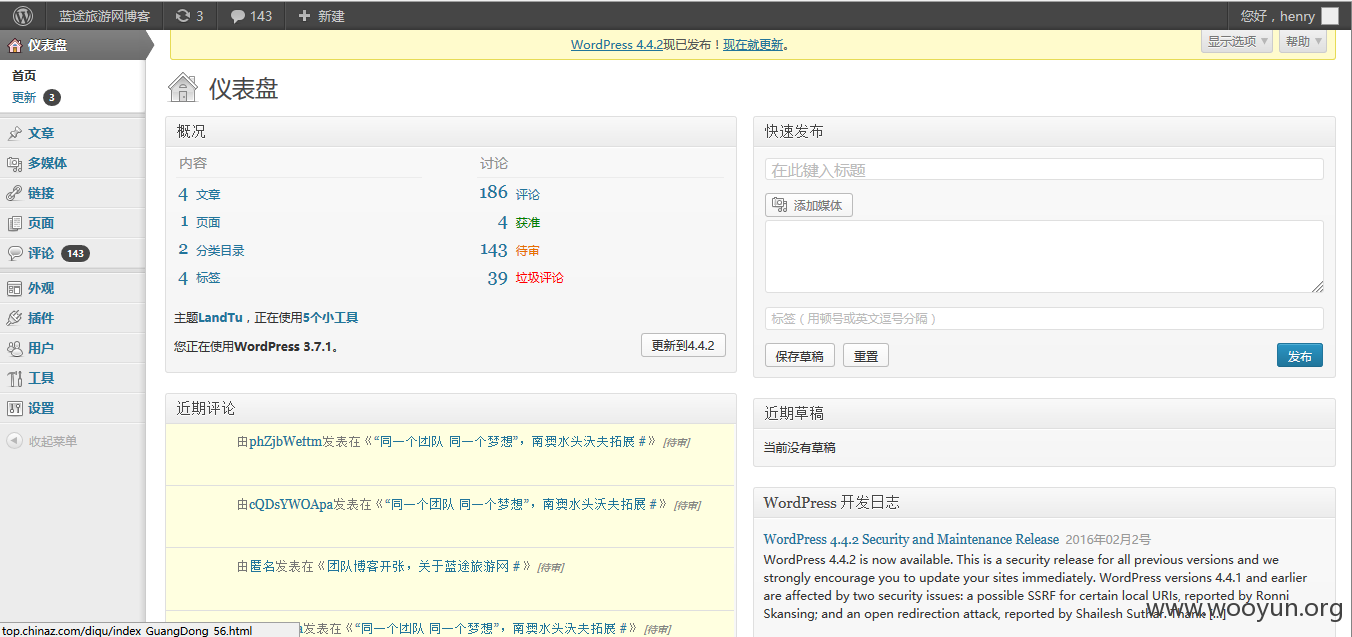 蓝途旅游网博客 3 143 新建 您好，henry
仪表盘
首页
更新 3
文章
多媒体
链接
页面
评论 143
外观
插件
用户
工具
设置
收起菜单
WordPress 4.4.2现已发布！现在就更新。
显示选项 帮助
仪表盘
概况
内容 讨论
4 文章 186 评论
1 页面 4 获准
2 分类目录 143 待审
4 标签 39 垃圾评论
主题LandTu，正在使用5个小工具
您正在使用WordPress 3.7.1。 更新到4.4.2
近期评论
由phZjbWeftm发表在《“同一个团队 同一个梦想”，南澳水头沃夫拓展 #》 [待审]
由cQDsYWOApa发表在《“同一个团队 同一个梦想”，南澳水头沃夫拓展 #》 [待审]
由匿名发表在《团队博客开张，关于蓝途旅游网 #》 [待审]
发表在《“同一个团队 同一个梦想”，南澳水头沃夫拓展 #》 [待审]
快速发布
在此键入标题
添加媒体
标签（用顿号或英文逗号分隔）
保存草稿 重置 发布
近期草稿
当前没有草稿
WordPress 开发日志
WordPress 4.4.2 Security and Maintenance Release 2016年02月2号
WordPress 4.4.2 is now available. This is a security release for all previous versions and we
strongly encourage you to update your sites immediately. WordPress versions 4.4.1 and earlier
are affected by two security issues: a possible SSRF for certain local URIs, reported by Ronni
Skansing; and an open redirection attack, reported by Shailesh Suthar. Thank [...]
www.wooyun.org
top.chinaz.com/diqu/index_GuangDong_56.html